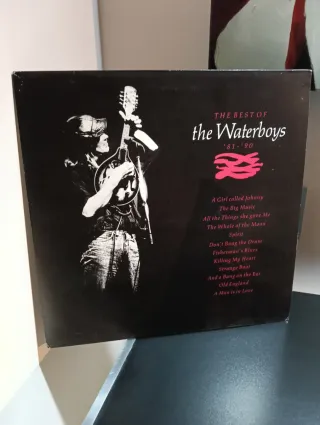 THE BEST OF
the Waterboys
'81-'90
A Girl called Johnny
The Big Music
All the Things she gave Me
The Whole of the Moon
Spirit
Don't Bang the Drum
Fisherman's Blues
Killing My Heart
Strange Boat
And a Bang on the Ear
Old England
A Man is in Love